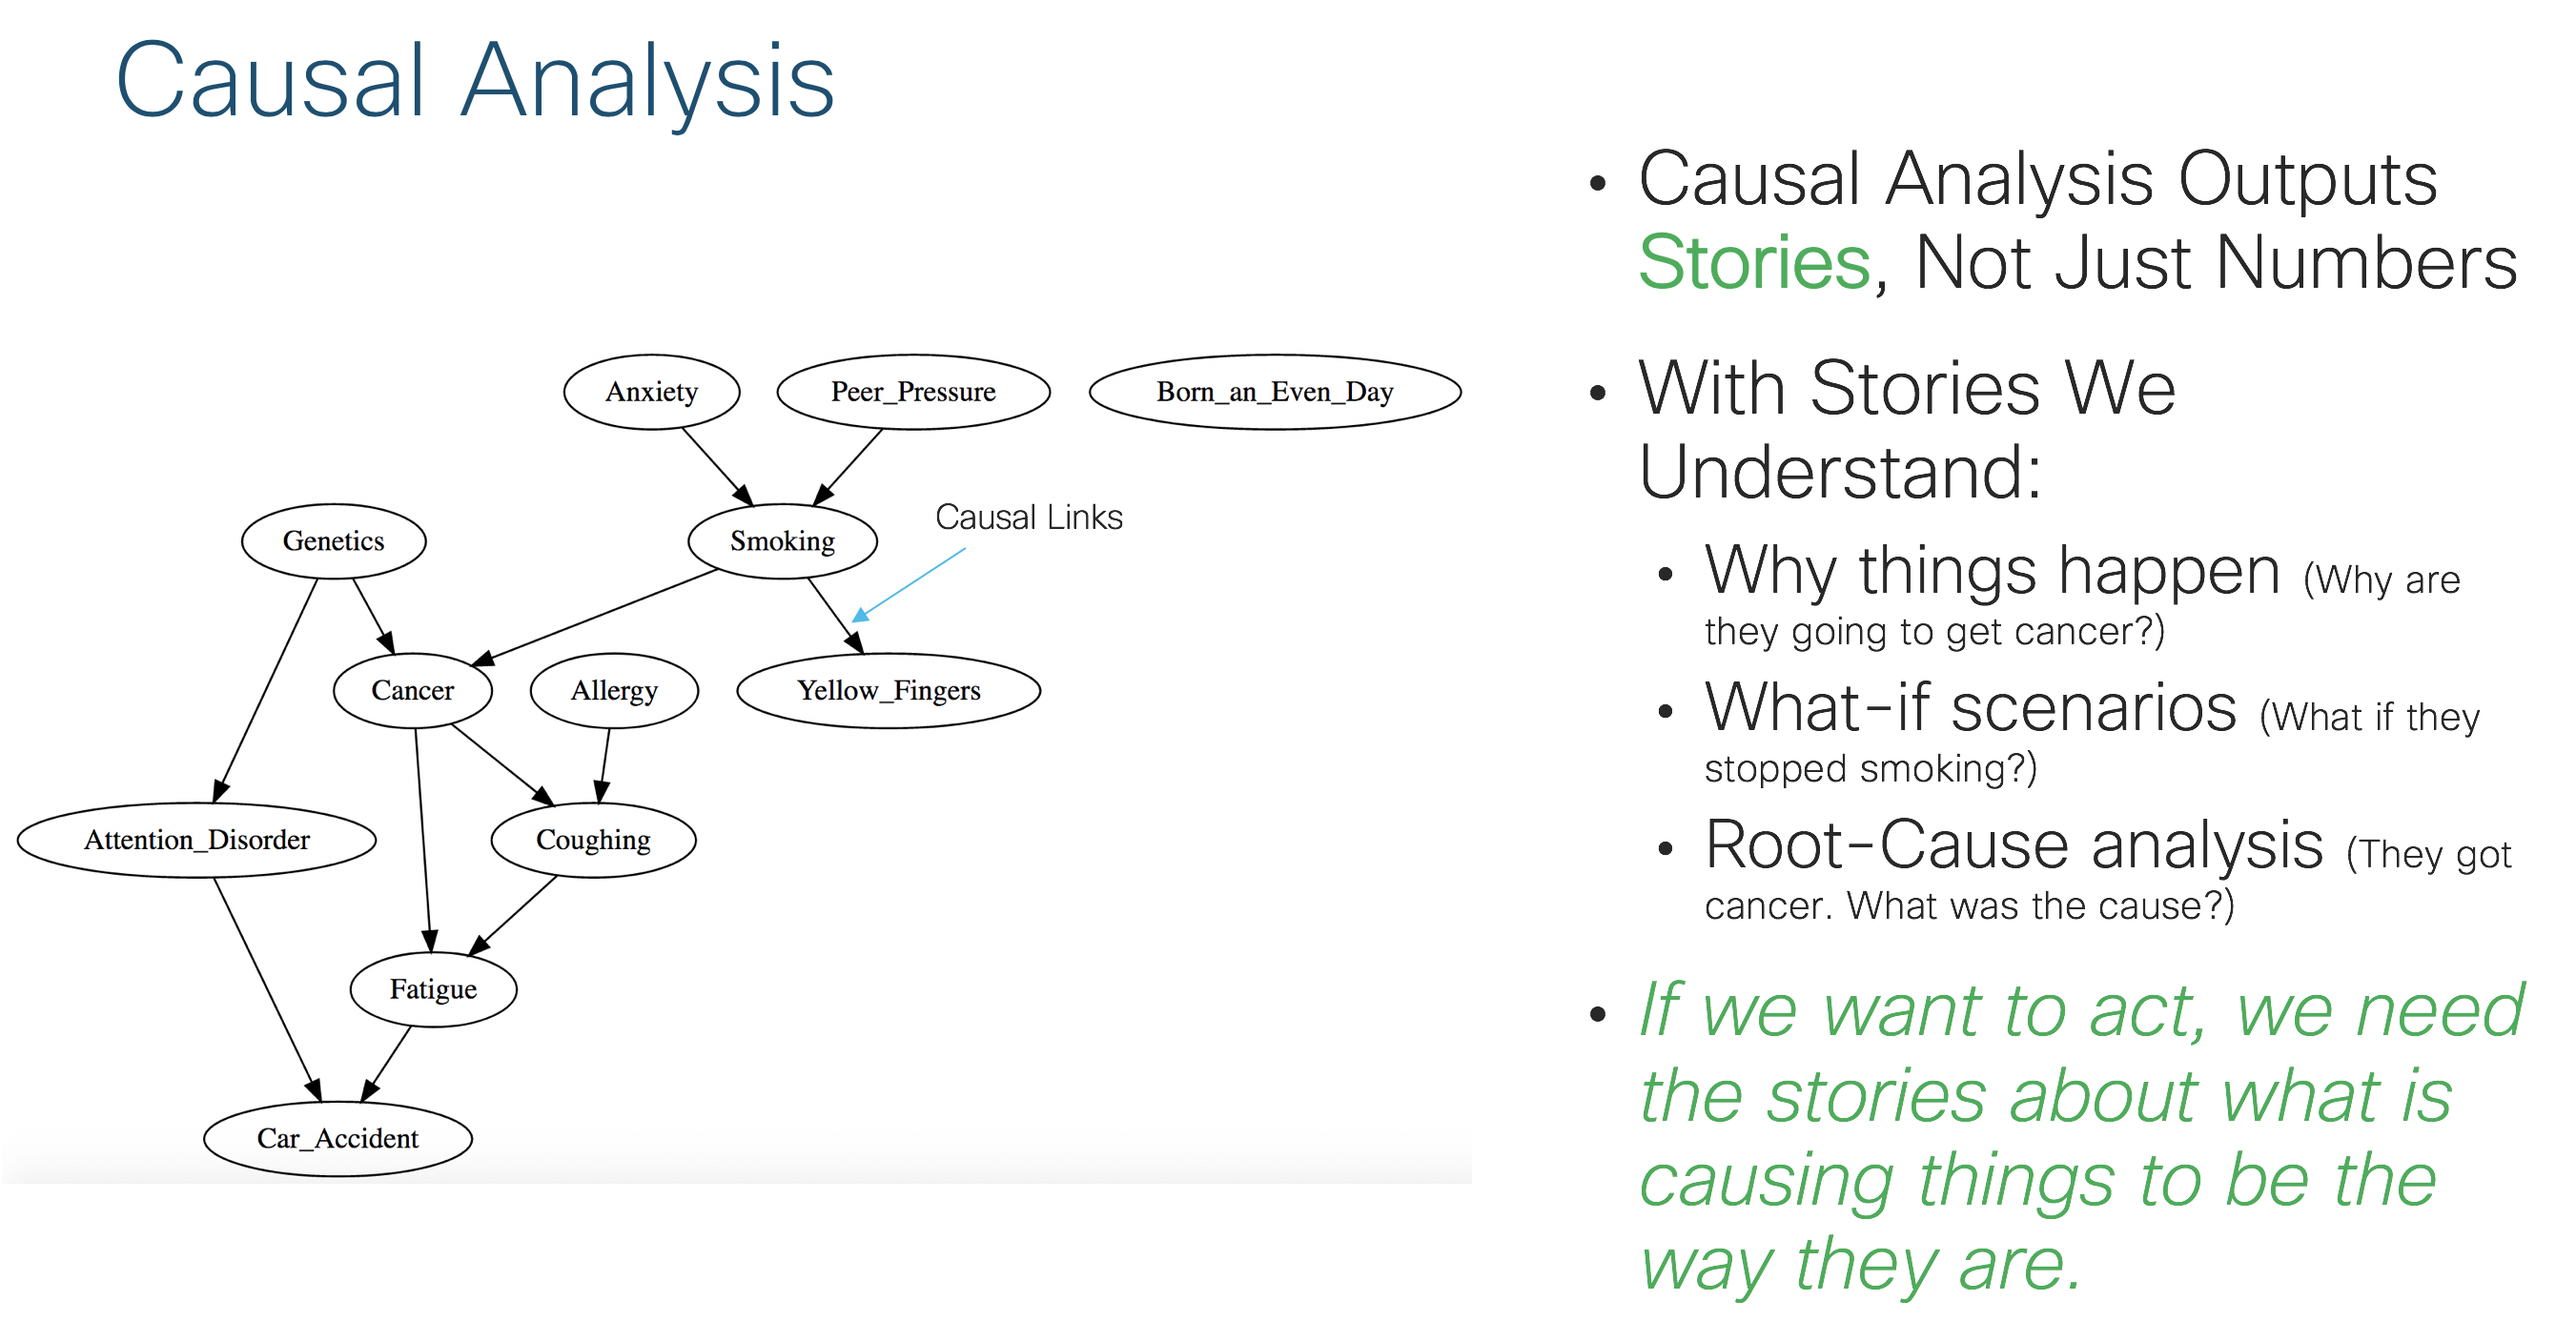 Causal Analysis
Anxiety
Peer_Pressure
Born_an_Even_Day
Genetics
Smoking
Causal Links
Cancer
Allergy
Yellow_Fingers
Attention_Disorder
Coughing
Fatigue
Car_Accident
• Causal Analysis Outputs
Stories, Not Just Numbers
• With Stories We
Understand:
• Why things happen (Why are
they going to get cancer?)
• What-if scenarios (What if they
stopped smoking?)
• Root-Cause analysis (They got
cancer. What was the cause?)
• If we want to act, we need
the stories about what is
causing things to be the
way they are.